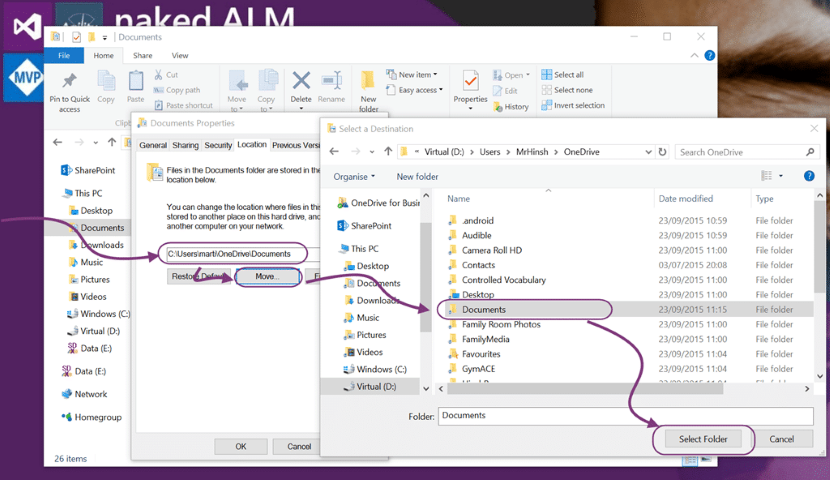 naked ALM
MVP
Documents
File Home Share View
Pin to Quick access
Copy
Paste
Cut
Copy path
Paste shortcut
Move to
Copy to
Delete
Rename
New folder
New item
Easy access
Properties
Open
Edit
History
Select all
Select none
Invert selection
SharePoint
This PC
Desktop
Documents
Downloads
Music
Pictures
Videos
Windows (C:)
Virtual (D:)
Data (E:)
Data (E:)
Network
Homegroup
26 items
Documents Properties
General Sharing Security Location Previous Versi
Files in the Documents folder are stored in the
location below.
You can change the location where files in this
stored to another place on this hard drive, and
another computer on your network.
C:\Users\marti\OneDrive\Documents
Restore Default
Move...
OK
Cancel
Select a Destination
« Virtual (D:) > Users > MrHinsh > OneDrive
Search OneDrive
Organise
New folder
OneDrive for Busin
SharePoint
This PC
Desktop
Documents
Downloads
Music
Pictures
Videos
Windows (C:)
Virtual (D:)
Name Date modified Type
.android 23/09/2015 10:59 File folder
Audible 23/09/2015 10:59 File folder
Camera Roll HD 23/09/2015 11:00 File folder
Contacts 03/07/2015 20:08 File folder
Controlled Vocabulary 23/09/2015 11:00 File folder
Desktop 23/09/2015 11:00 File folder
Documents 23/09/2015 11:15 File folder
Family Room Photos 23/09/2015 11:00 File folder
FamilyMedia 23/09/2015 11:00 File folder
Favourites 23/09/2015 11:04 File folder
GymACE 23/09/2015 11:04 File folder
Folder: Documents
Select Folder
Cancel